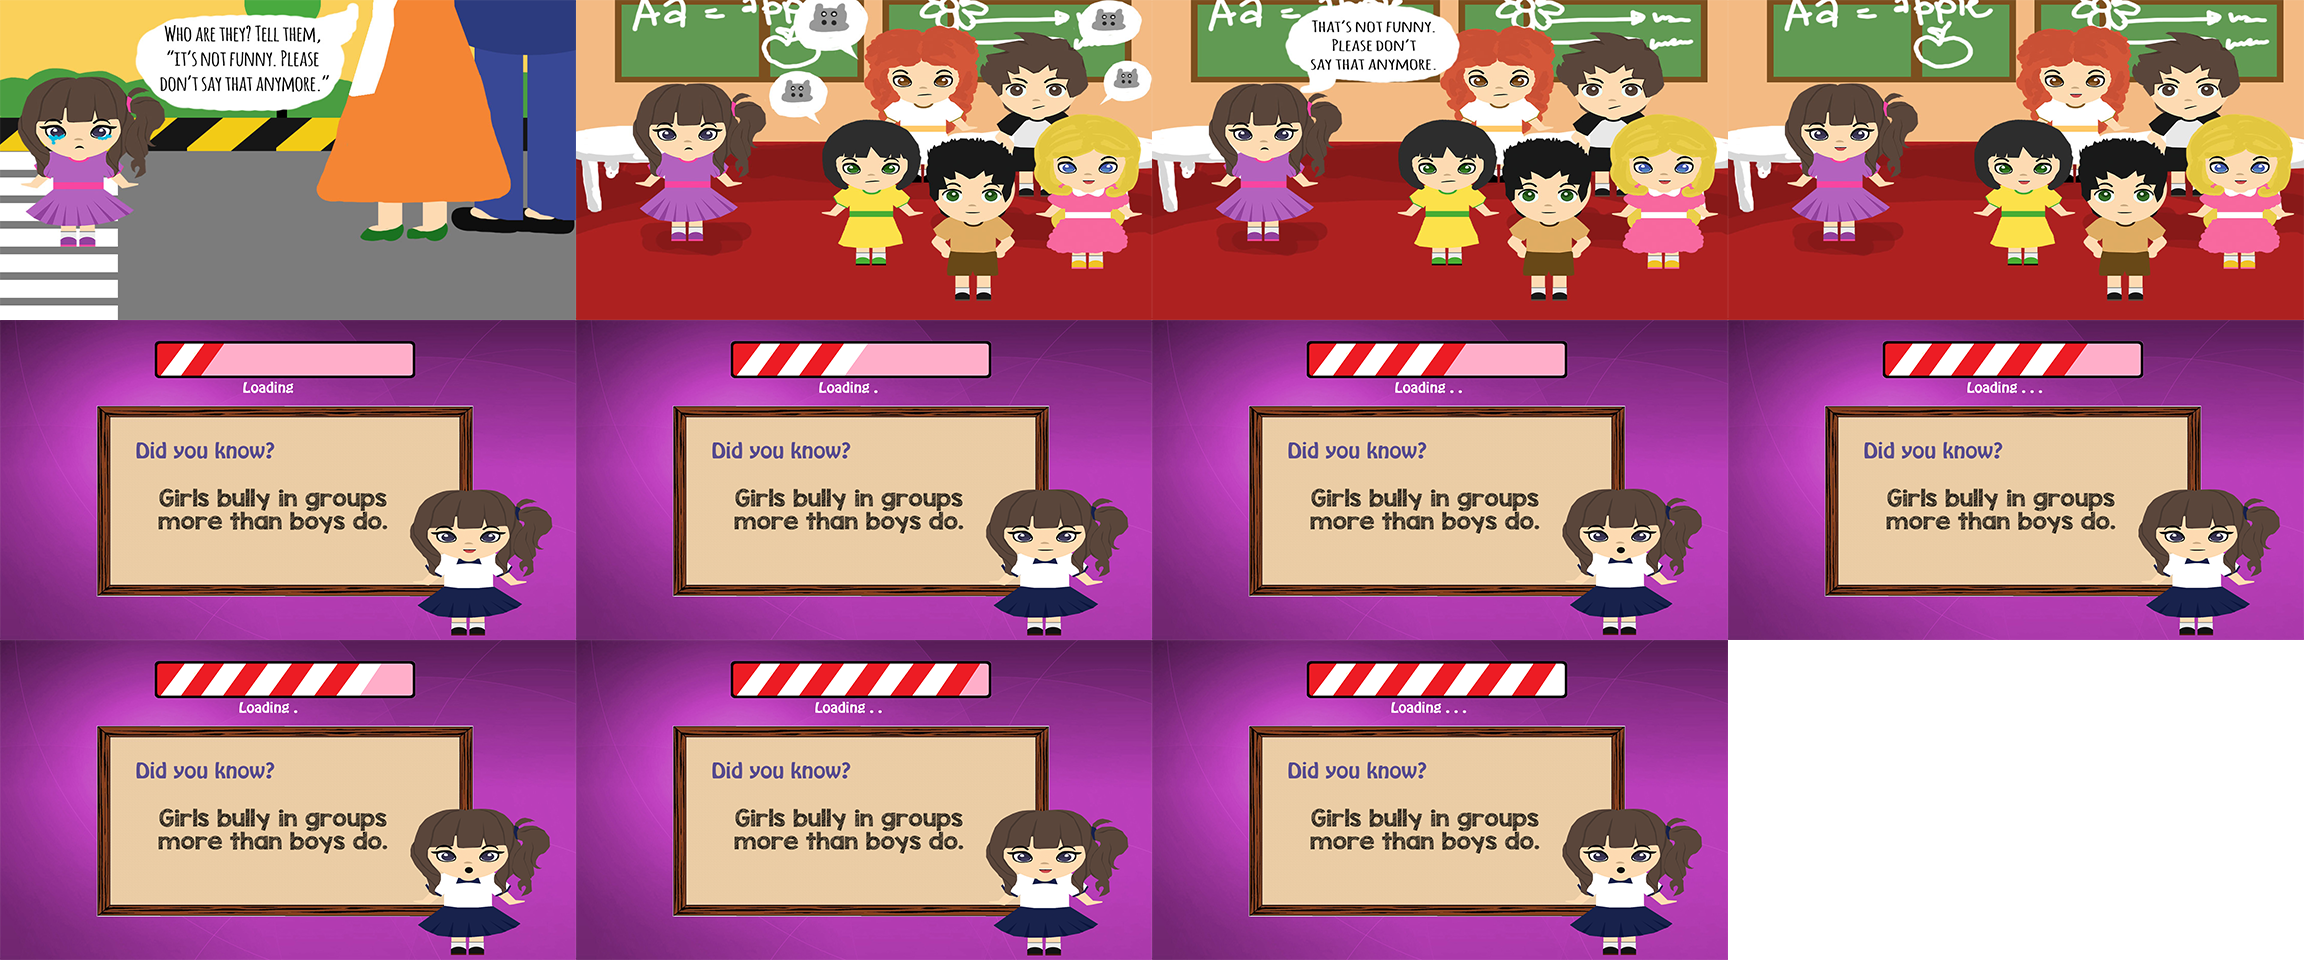 WHO ARE THEY? TELL THEM,
"IT'S NOT FUNNY. PLEASE
DON'T SAY THAT ANYMORE."
Aa = apple
THAT'S NOT FUNNY.
PLEASE DON'T
SAY THAT ANYMORE.
Aa = apple
Aa = apple
Loading
Did you know?
Girls bully in groups
more than boys do.
Loading .
Did you know?
Girls bully in groups
more than boys do.
Loading . .
Did you know?
Girls bully in groups
more than boys do.
Loading . . .
Did you know?
Girls bully in groups
more than boys do.
Loading .
Did you know?
Girls bully in groups
more than boys do.
Loading . .
Did you know?
Girls bully in groups
more than boys do.
Loading . . .
Did you know?
Girls bully in groups
more than boys do.